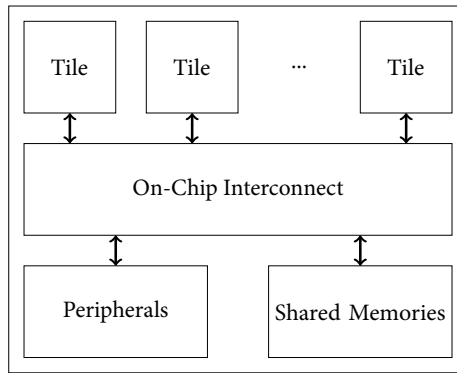 Tile Tile ... Tile
On-Chip Interconnect
Peripherals Shared Memories